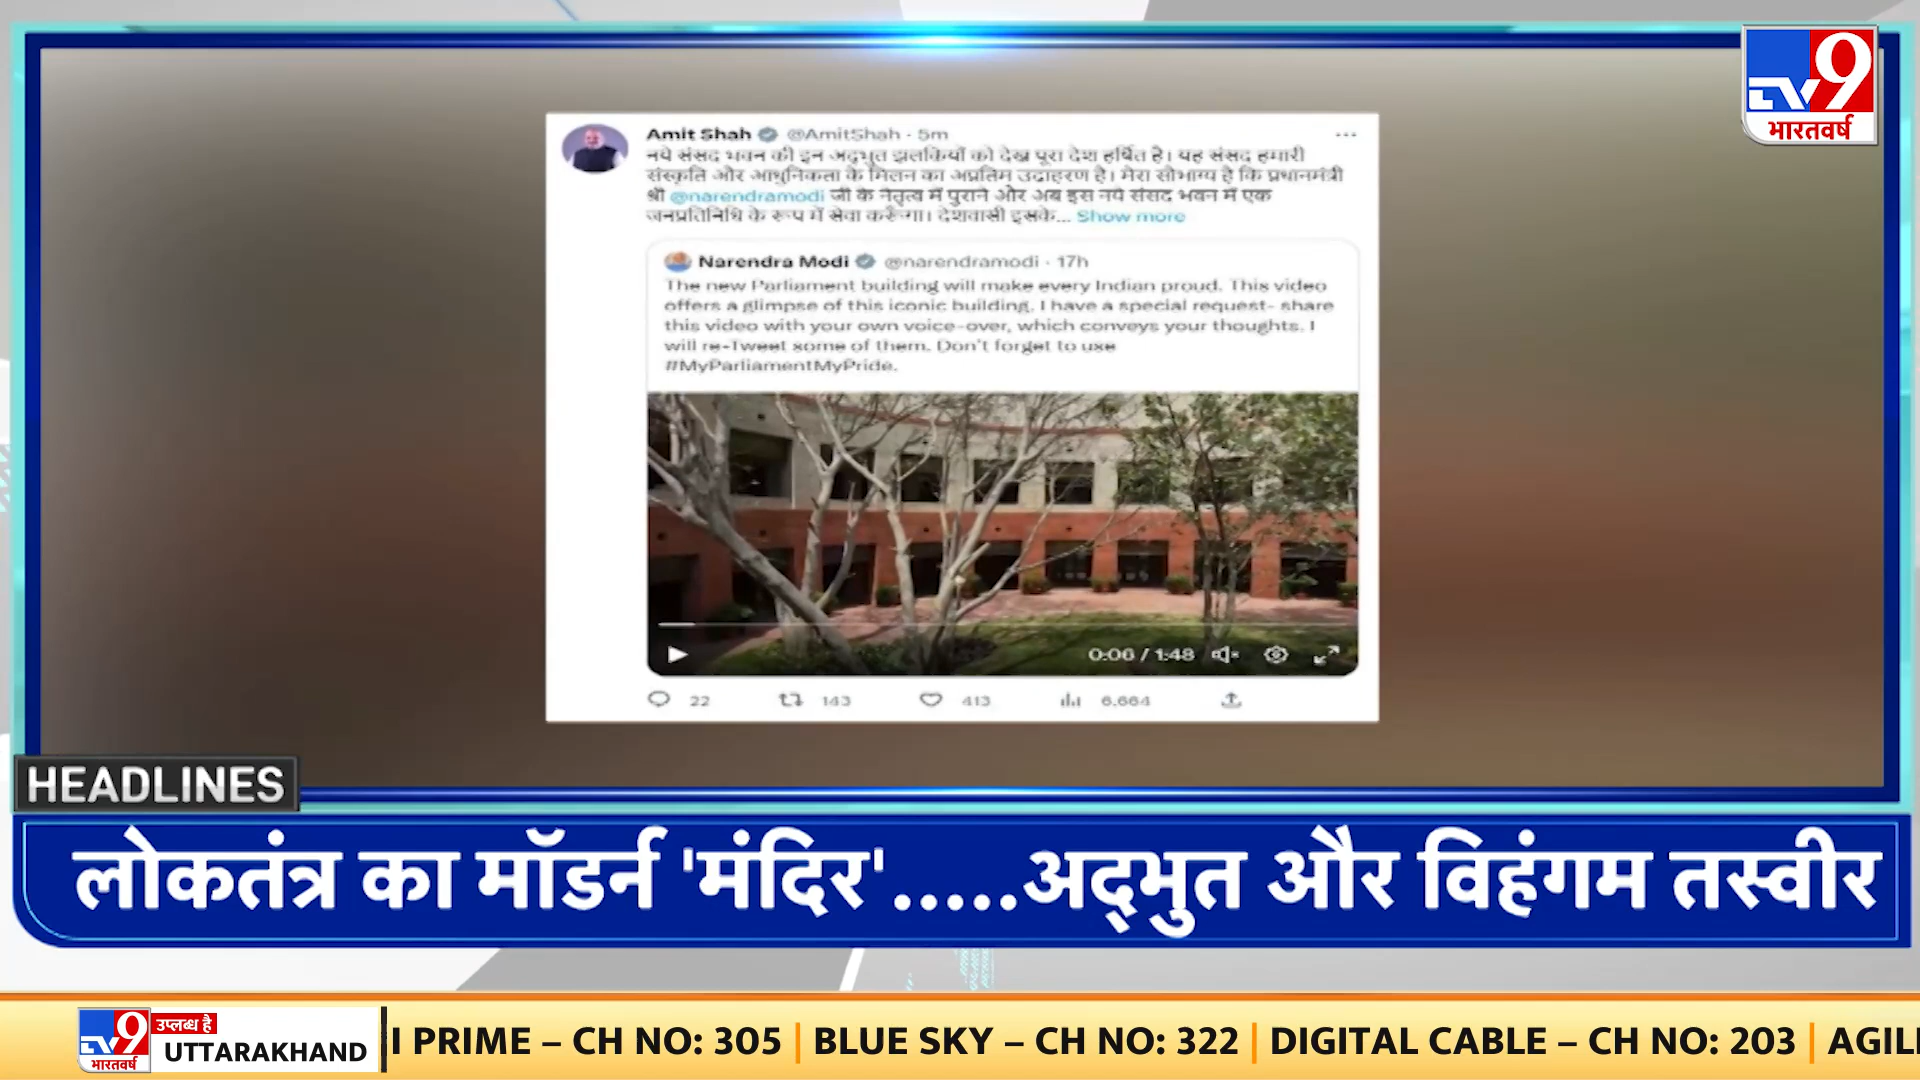 TV9
भारतवर्ष
Amit Shah @AmitShah · 5m
नये संसद भवन की इन अद्भुत झलकियों को देख पूरा देश हर्षित है। यह संसद हमारी
संस्कृति और आधुनिकता के मिलन का अप्रतिम उदाहरण है। मेरा सौभाग्य है कि प्रधानमंत्री
श्री @narendramodi जी के नेतृत्व में पुराने और अब इस नये संसद भवन में एक
जनप्रतिनिधि के रूप में सेवा करूँगा। देशवासी इसके... Show more
Narendra Modi @narendramodi · 17h
The new Parliament building will make every Indian proud. This video
offers a glimpse of this iconic building. I have a special request- share
this video with your own voice-over, which conveys your thoughts. I
will re-Tweet some of them. Don't forget to use
#MyParliamentMyPride.
0:06 / 1:48
22 143 413 6,664
HEADLINES
लोकतंत्र का मॉडर्न 'मंदिर'.....अद्भुत और विहंगम तस्वीर
TV9 भारतवर्ष उप्लब्ध है
UTTARAKHAND
I PRIME – CH NO: 305 | BLUE SKY – CH NO: 322 | DIGITAL CABLE – CH NO: 203 | AGIL